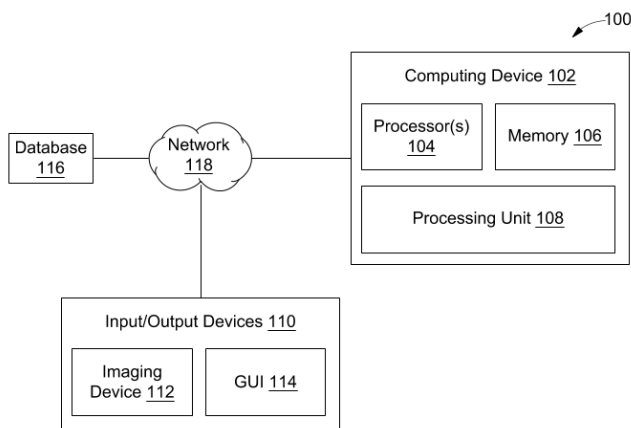 100
Computing Device 102
Processor(s)
104
Memory 106
Processing Unit 108
Database
116
Network
118
Input/Output Devices 110
Imaging
Device 112
GUI 114